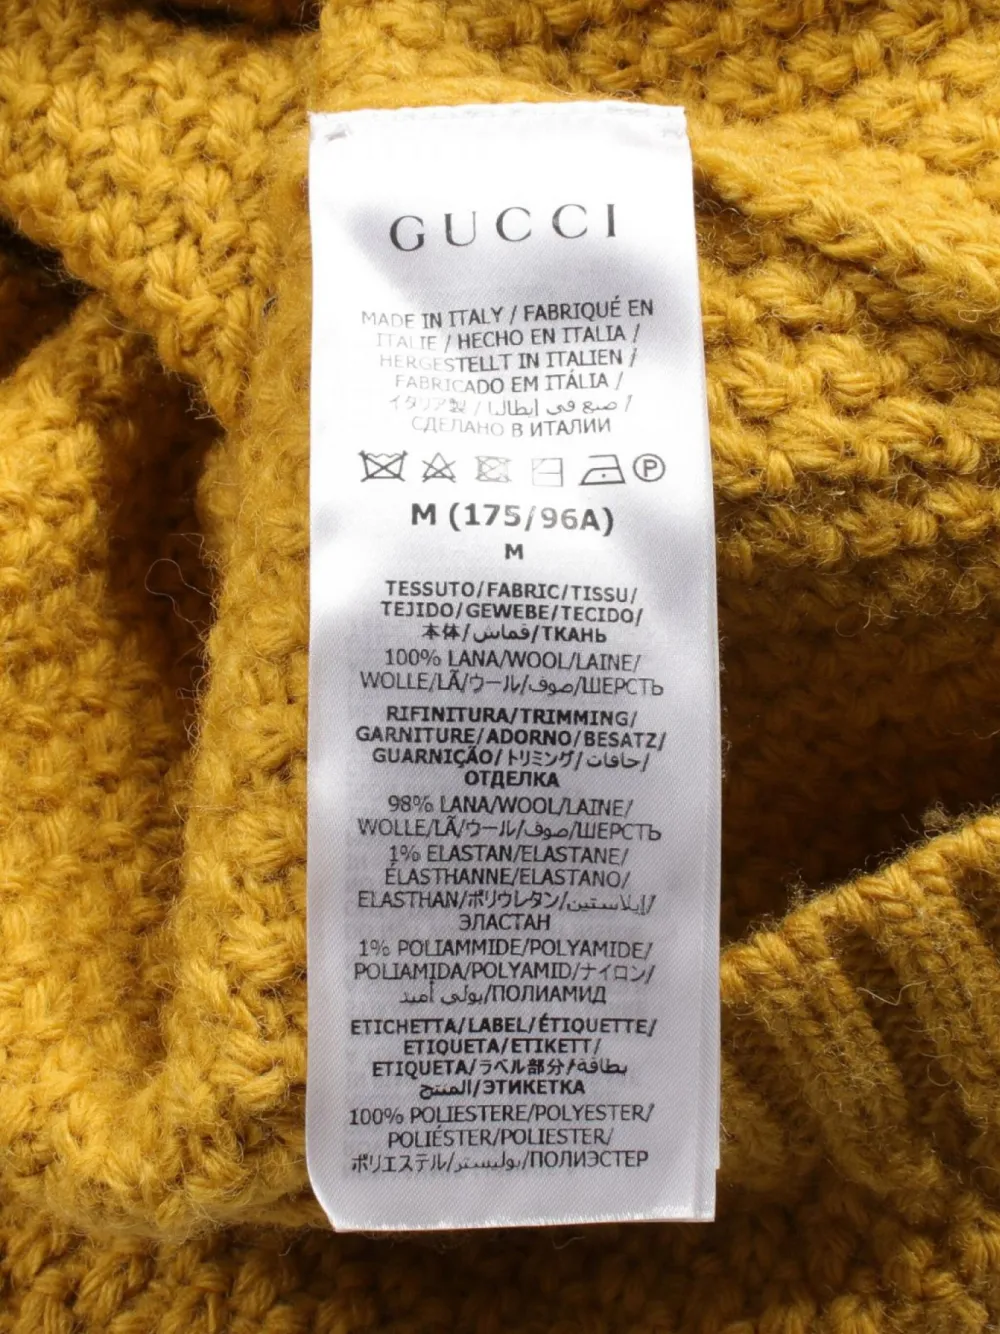 GUCCI
MADE IN ITALY / FABRIQUÉ EN
ITALIE / HECHO EN ITALIA /
HERGESTELLT IN ITALIEN /
FABRICADO EM ITÁLIA /
イタリア製 / صنع في إيطاليا /
СДЕЛАНО В ИТАЛИИ
P
M (175/96A)
M
TESSUTO/FABRIC/TISSU/
TEJIDO/GEWEBE/TECIDO/
本体/قماش/ТКАНЬ
100% LANA/WOOL/LAINE/
WOLLE/LÃ/ウール/صوف/ШЕРСТЬ
RIFINITURA/TRIMMING/
GARNITURE/ADORNO/BESATZ/
GUARNIÇÃO/トリミング/حافات/
ОТДЕЛКА
98% LANA/WOOL/LAINE/
WOLLE/LÃ/ウール/صوف/ШЕРСТЬ
1% ELASTAN/ELASTANE/
ÉLASTHANNE/ELASTANO/
ELASTHAN/ポリウレタン/إيلاستين/
ЭЛАСТАН
1% POLIAMMIDE/POLYAMIDE/
POLIAMIDA/POLYAMID/ナイロン/
بولي أميد/ПОЛИАМИД
ETICHETTA/LABEL/ÉTIQUETTE/
ETIQUETA/ETIKETT/
ETIQUETA/ラベル部分/بطاقة
المنتج/ЭТИКЕТКА
100% POLIESTERE/POLYESTER/
POLIÉSTER/POLIESTER/
ポリエステル/بوليستر/ПОЛИЭСТЕР